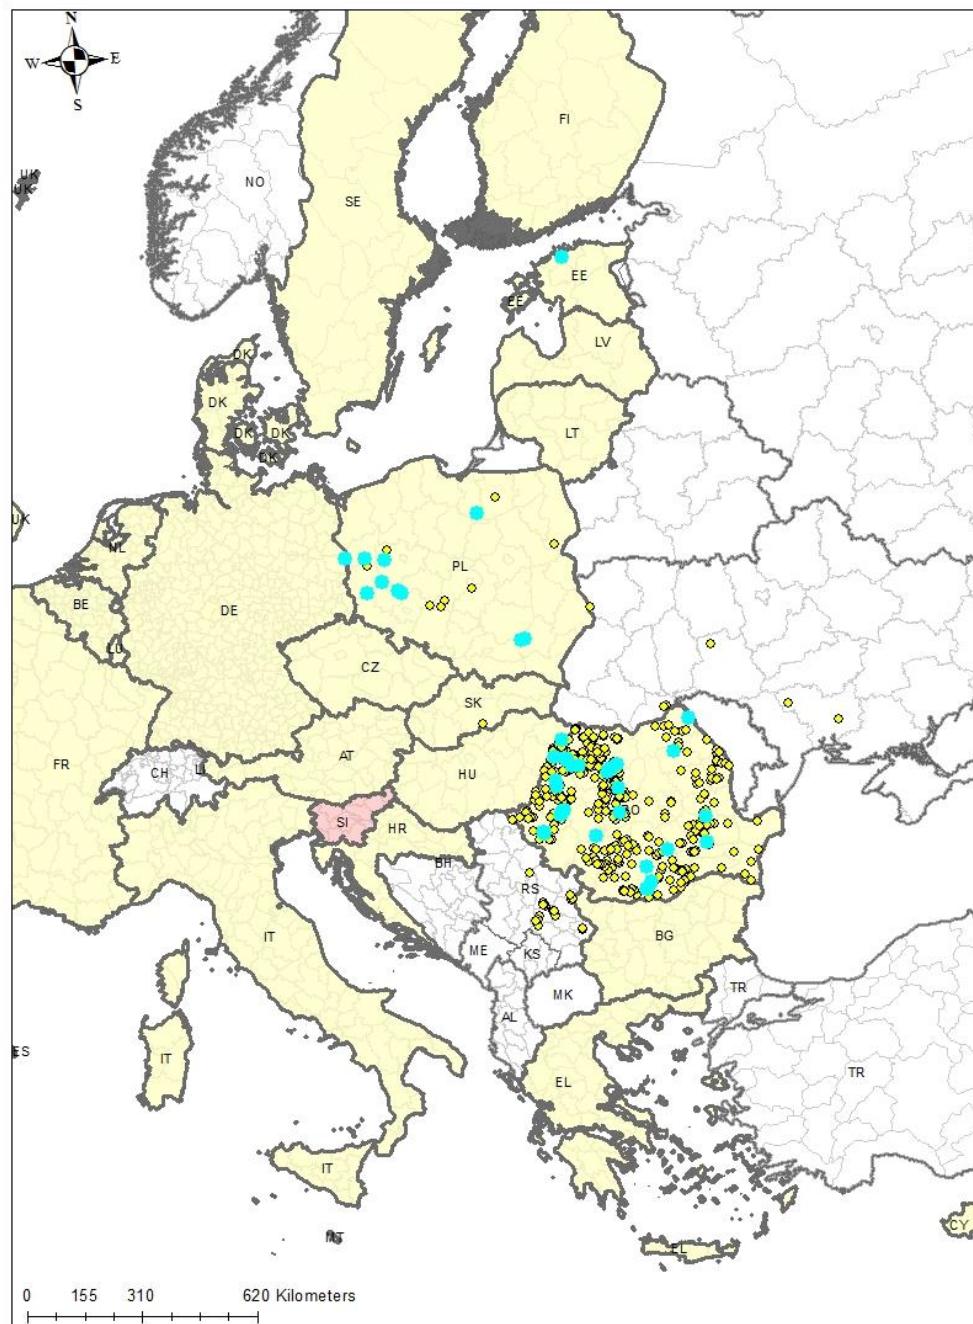 N
W E
S
FI
UK
UK
NO
SE
EE
EE
LV
DK
DK
DK
DK
DK
LT
UK
NL
PL
BE
DE
LU
CZ
SK
FR
AT
CH
LI
HU
SI
HR
BH
RS
IT
BG
ME
KS
MK
TR
AL
ES
IT
EL
TR
IT
CY
MT
EL
0 155 310 620 Kilometers